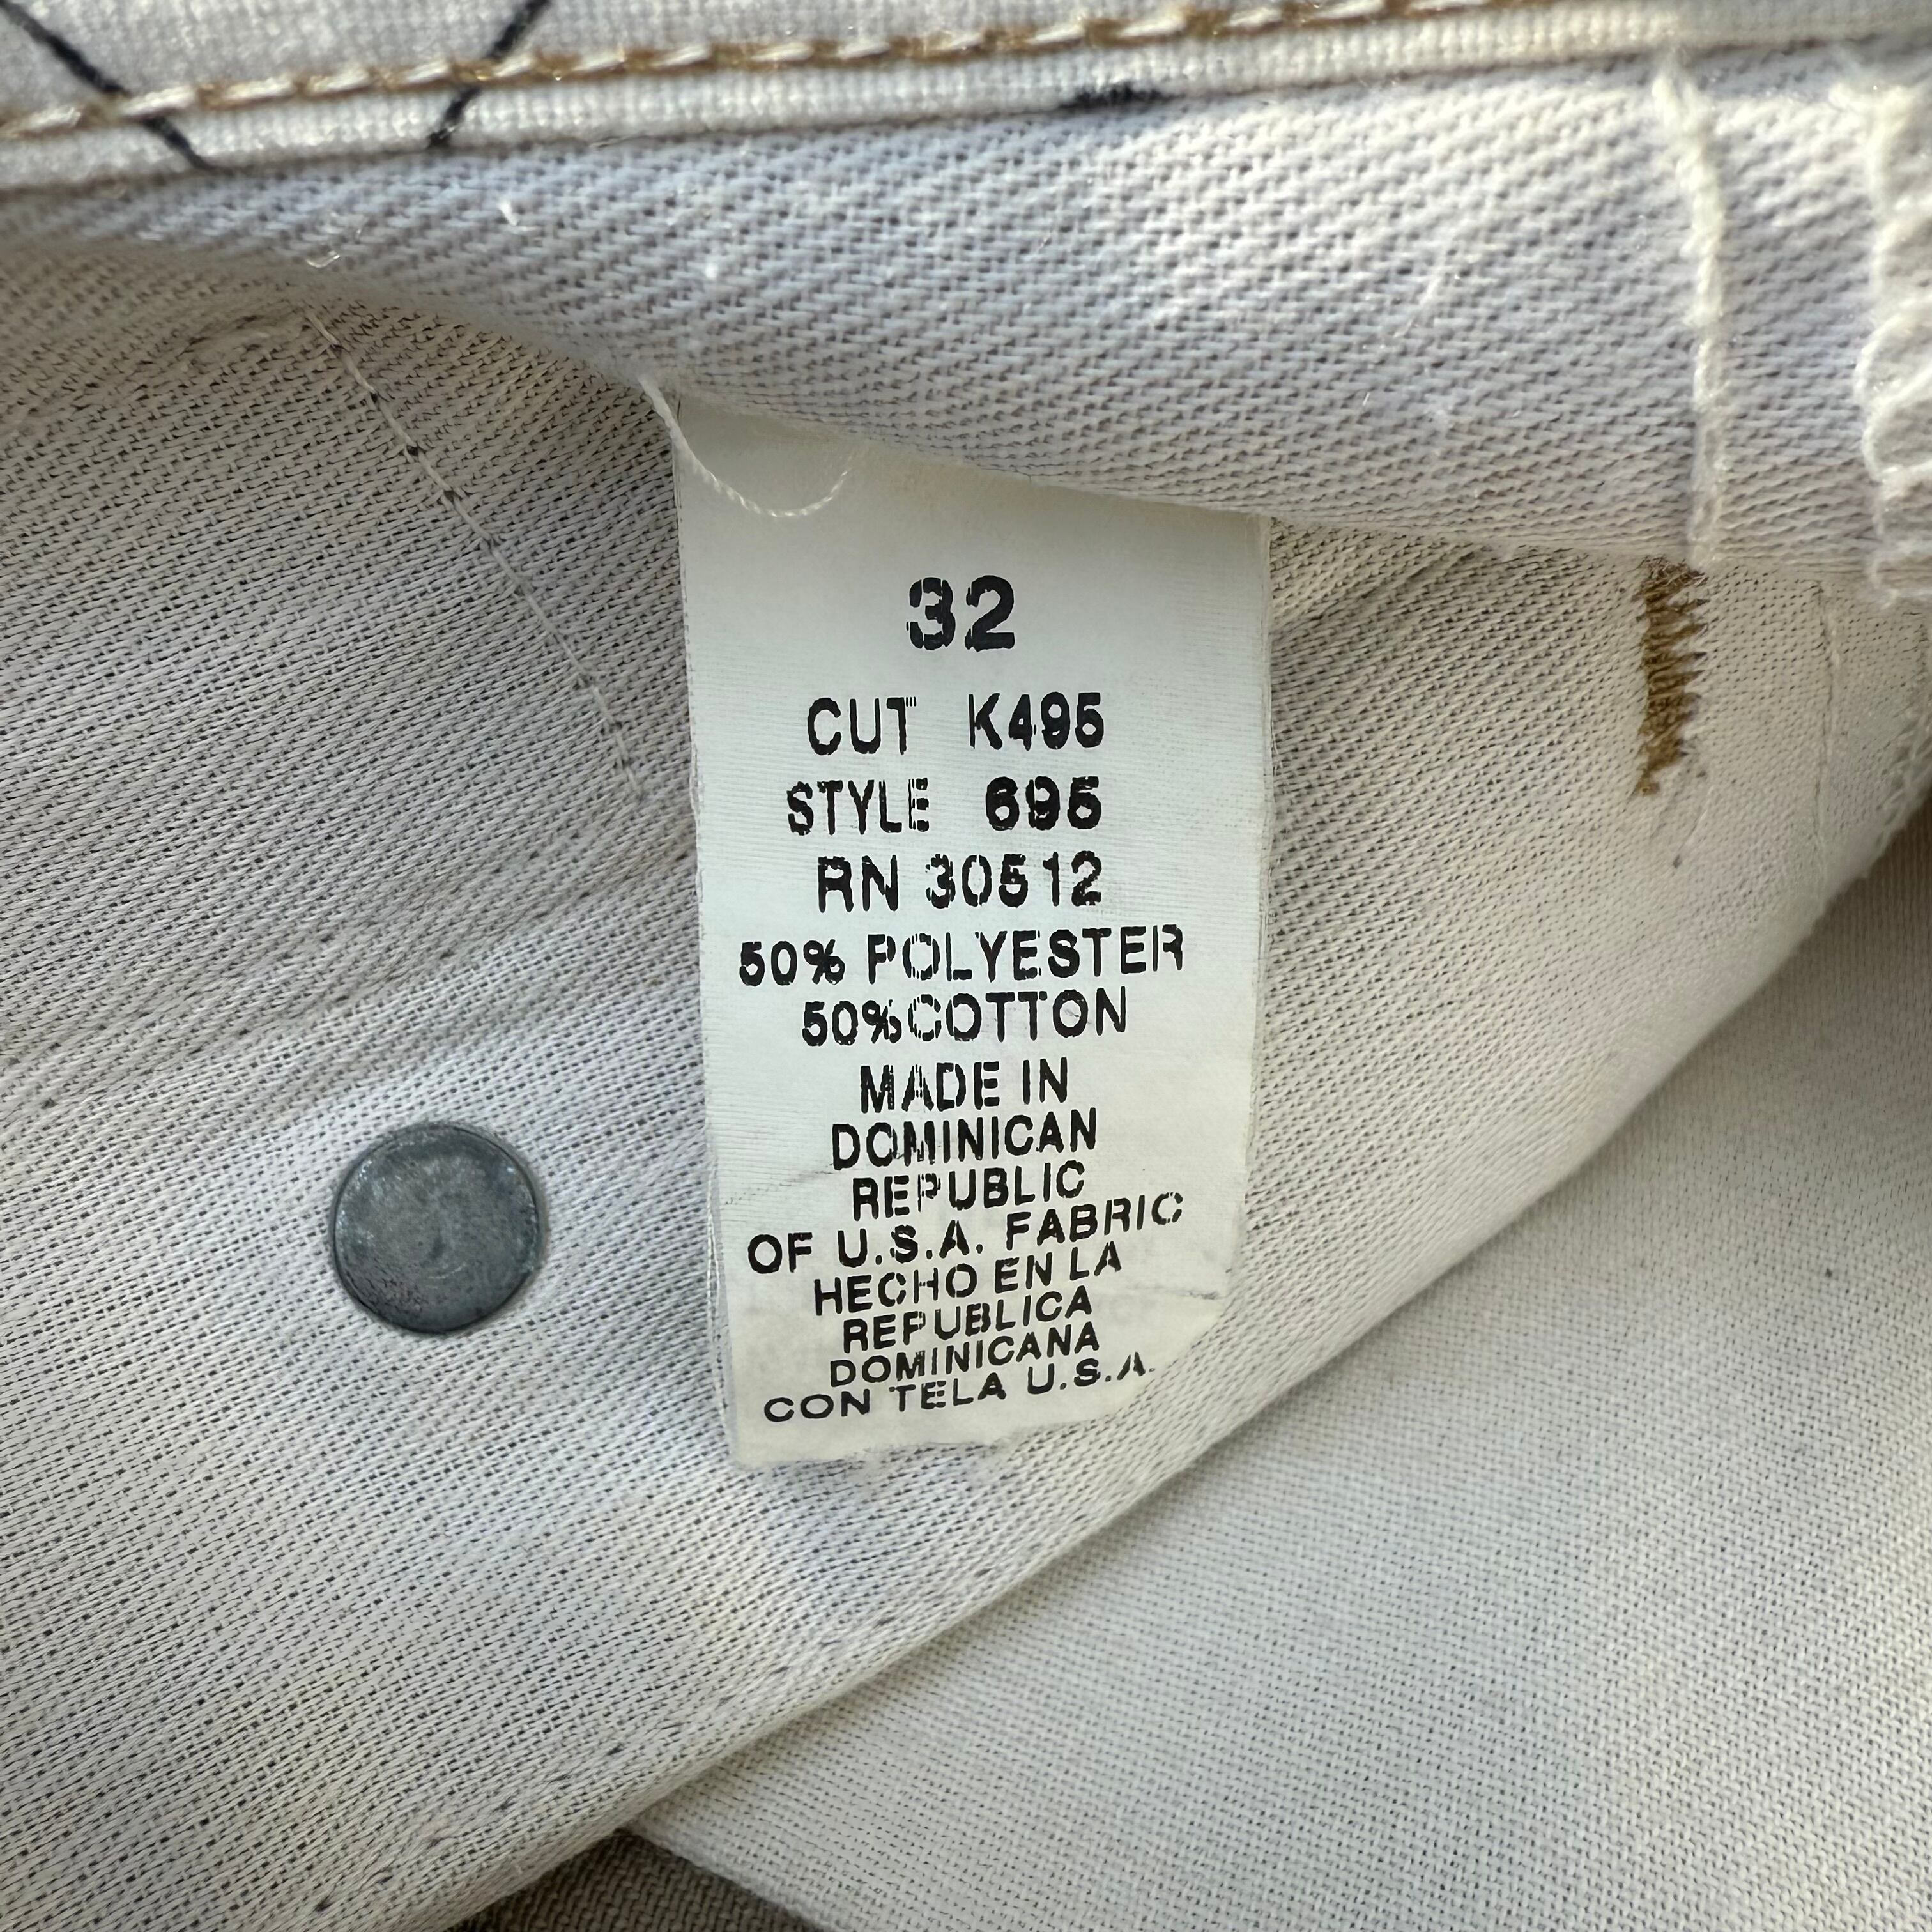 32
CUT K495
STYLE 695
RN 30512
50% POLYESTER
50%COTTON
MADE IN
DOMINICAN
REPUBLIC
OF U.S.A. FABRIC
HECHO EN LA
REPUBLICA
DOMINICANA
CON TELA U.S.A.